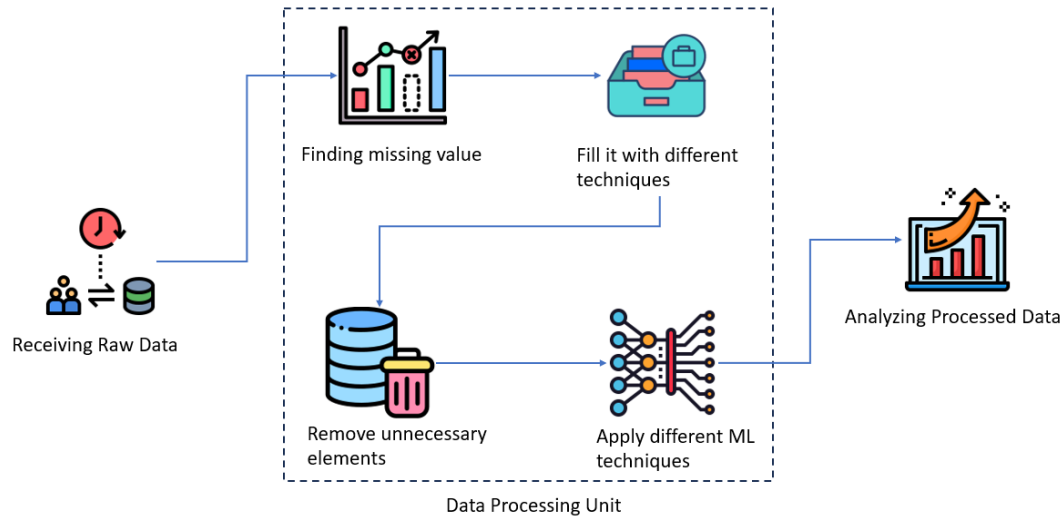 Finding missing value
Fill it with different
techniques
Receiving Raw Data
Analyzing Processed Data
Remove unnecessary
elements
Apply different ML
techniques
Data Processing Unit